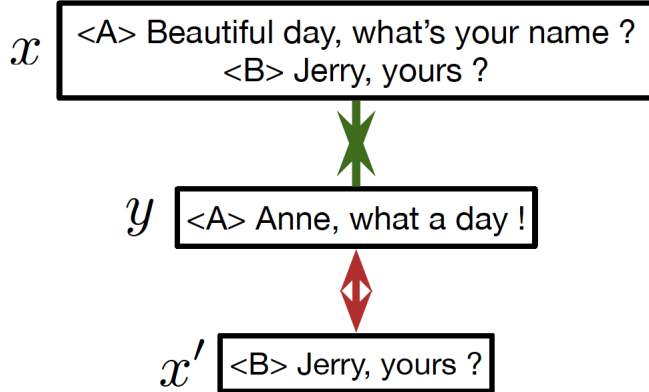 x <A> Beautiful day, what's your name ?
<B> Jerry, yours ?
y <A> Anne, what a day !
x′ <B> Jerry, yours ?